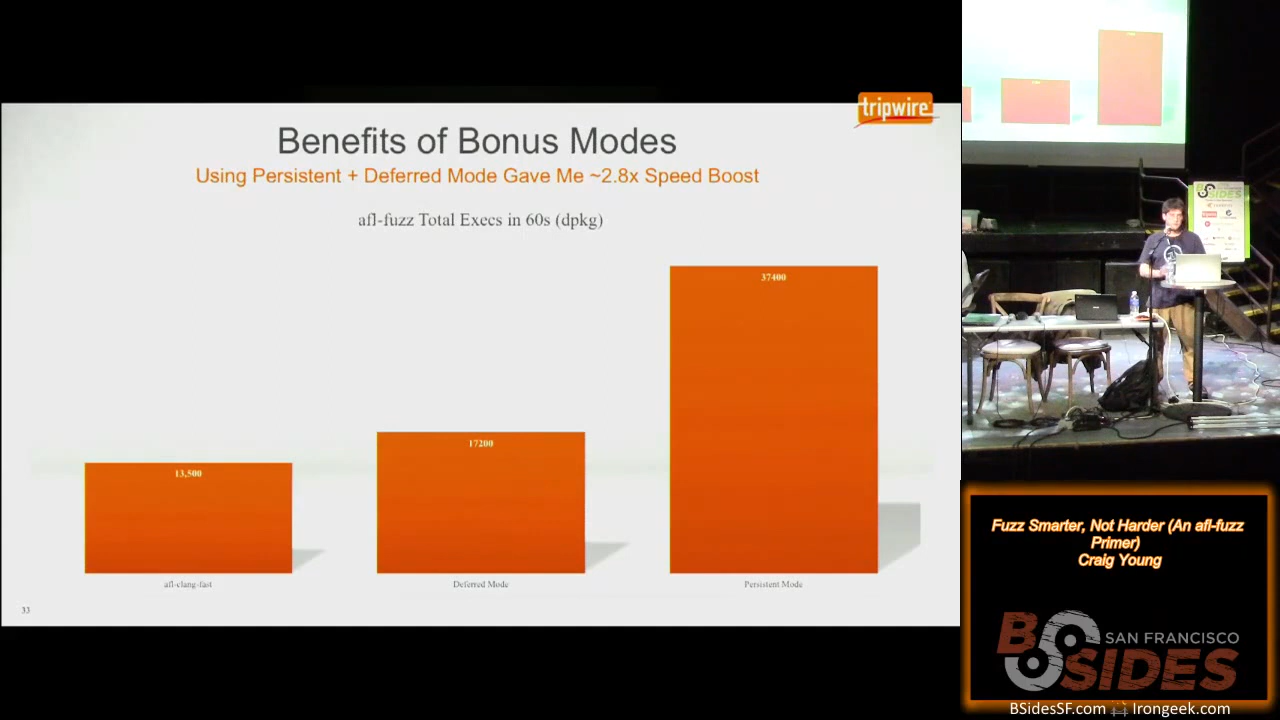 tripwire
Benefits of Bonus Modes
Using Persistent + Deferred Mode Gave Me ~2.8x Speed Boost
afl-fuzz Total Execs in 60s (dpkg)
37400
17200
13,500
afl-clang-fast
Deferred Mode
Persistent Mode
33
BSIDES
Fuzz Smarter, Not Harder (An afl-fuzz
Primer)
Craig Young
BSIDES
SAN FRANCISCO
BSidesSF.com
Irongeek.com